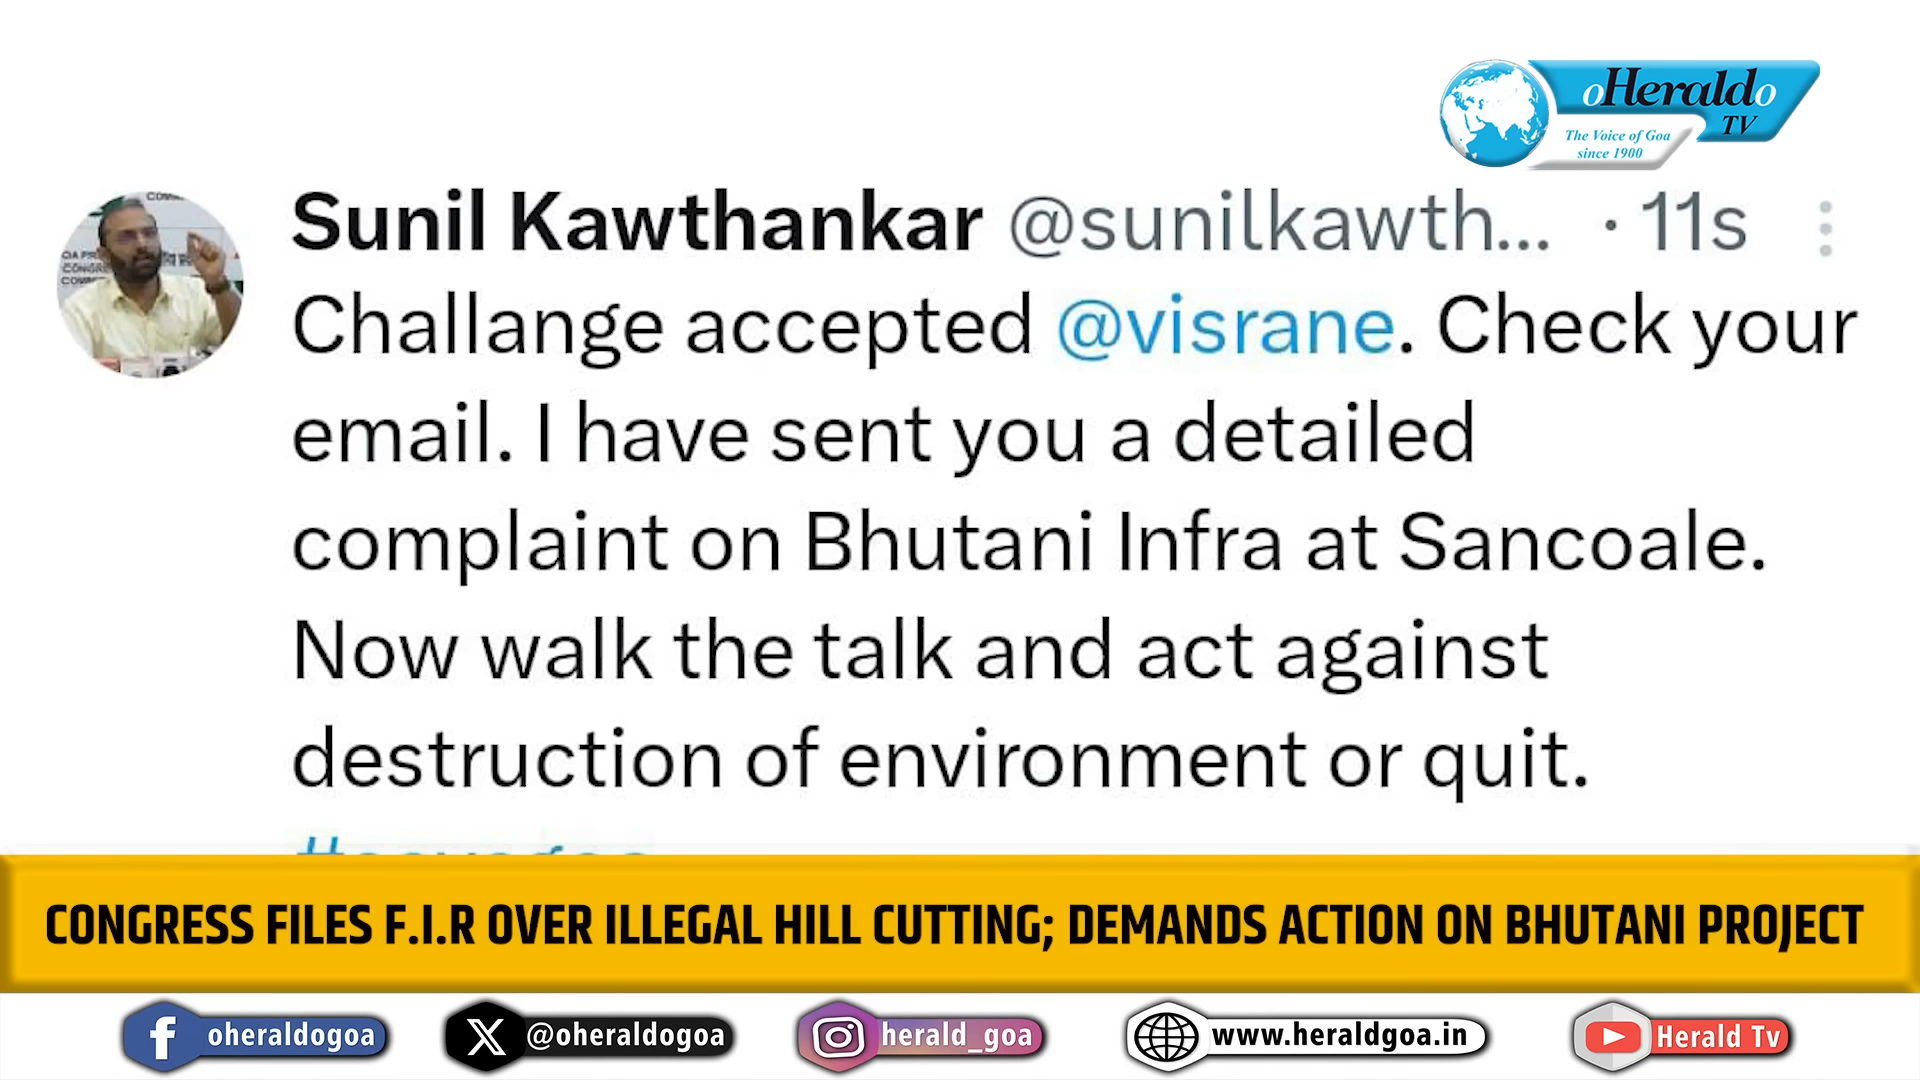 oHeraldo
TV
The Voice of Goa
since 1900
Sunil Kawthankar @sunilkawth... · 11s
Challange accepted @visrane. Check your
email. I have sent you a detailed
complaint on Bhutani Infra at Sancoale.
Now walk the talk and act against
destruction of environment or quit.
CONGRESS FILES F.I.R OVER ILLEGAL HILL CUTTING; DEMANDS ACTION ON BHUTANI PROJECT
oheraldogoa
@oheraldogoa
herald_goa
www.heraldgoa.in
Herald Tv